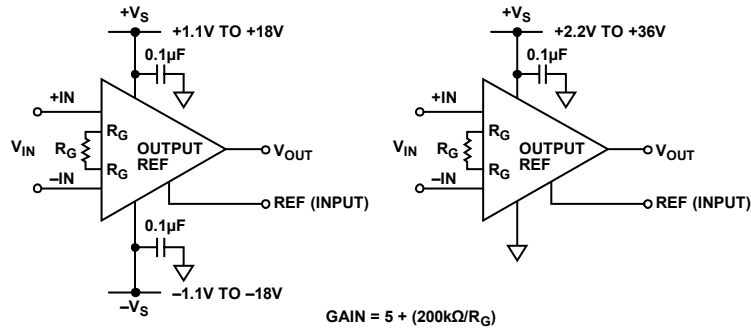 +VS
+1.1V TO +18V
0.1µF
+IN
RG
VIN
RG
OUTPUT
REF
VOUT
RG
–IN
REF (INPUT)
0.1µF
–1.1V TO –18V
–VS
+VS
+2.2V TO +36V
0.1µF
+IN
RG
VIN
RG
OUTPUT
REF
VOUT
RG
–IN
REF (INPUT)
GAIN = 5 + (200kΩ/RG)